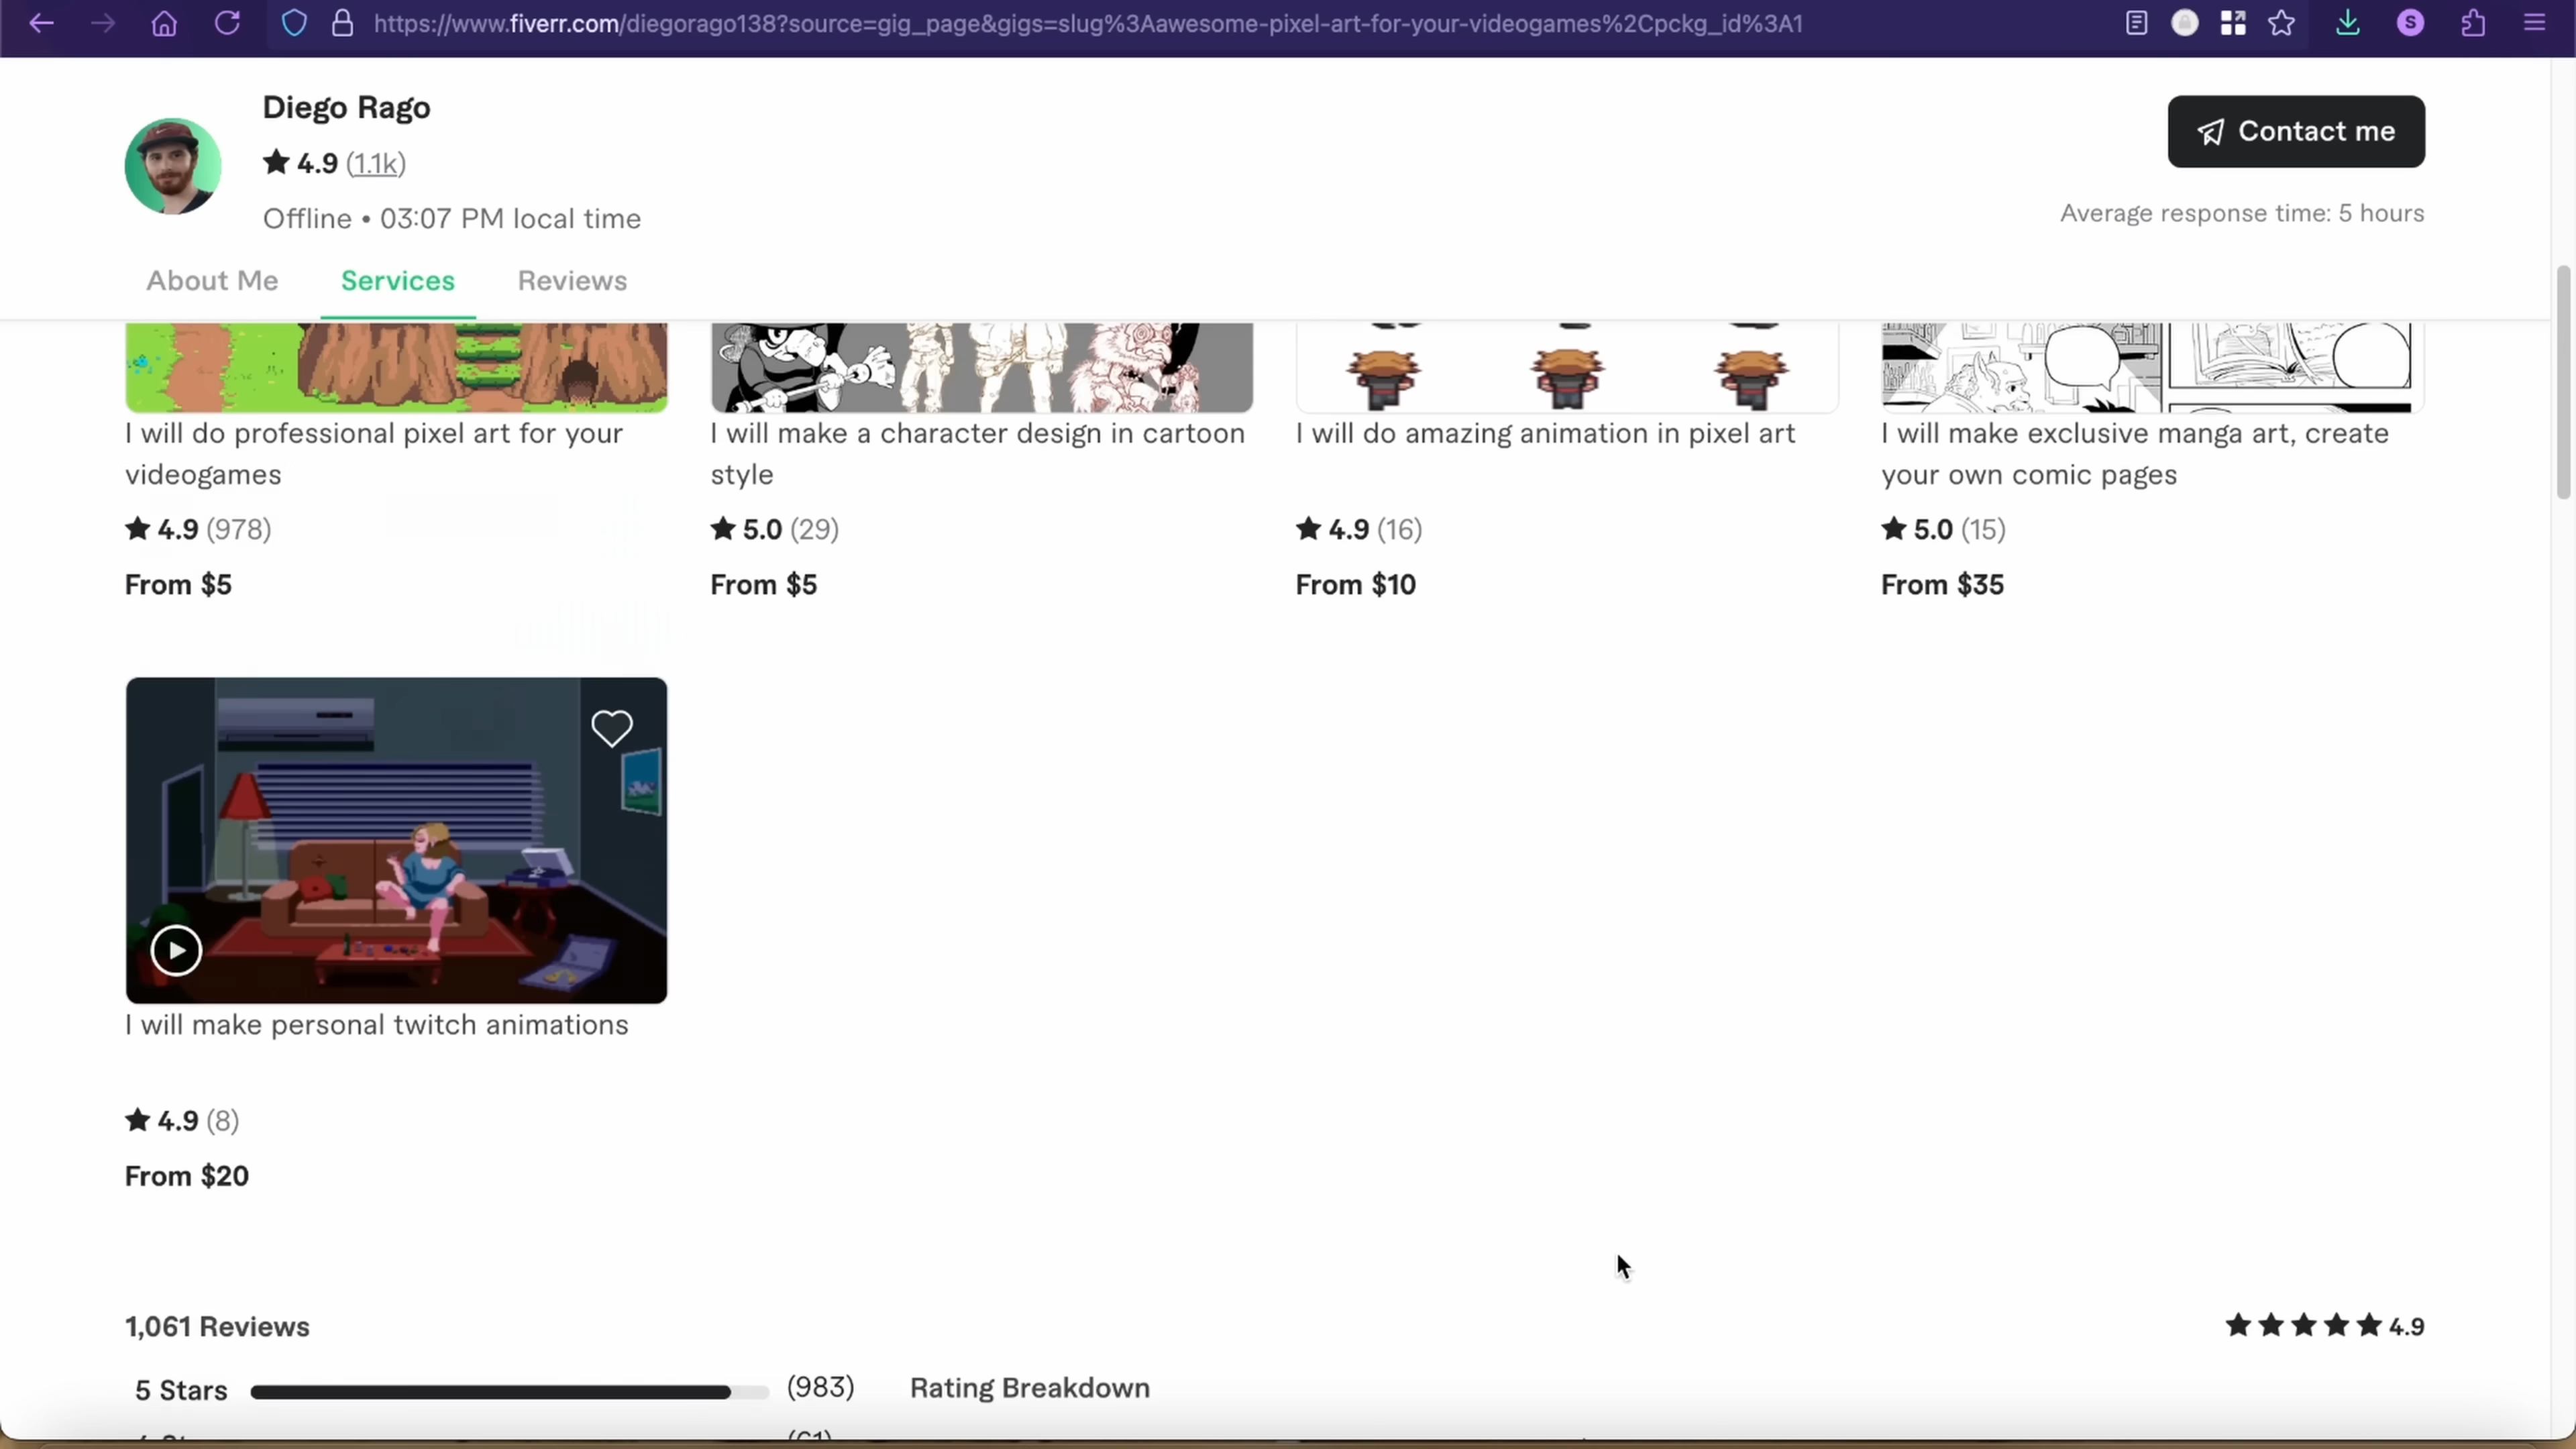 https://www.fiverr.com/diegorago138?source=gig_page&gigs=slug%3Aawesome-pixel-art-for-your-videogames%2Cpckg_id%3A1
S
Diego Rago
4.9 (1.1k)
Offline • 03:07 PM local time
Contact me
Average response time: 5 hours
About Me
Services
Reviews
I will do professional pixel art for your
videogames
4.9 (978)
From $5
I will make a character design in cartoon
style
5.0 (29)
From $5
I will do amazing animation in pixel art
4.9 (16)
From $10
I will make exclusive manga art, create
your own comic pages
5.0 (15)
From $35
I will make personal twitch animations
4.9 (8)
From $20
1,061 Reviews
4.9
5 Stars
(983)
Rating Breakdown